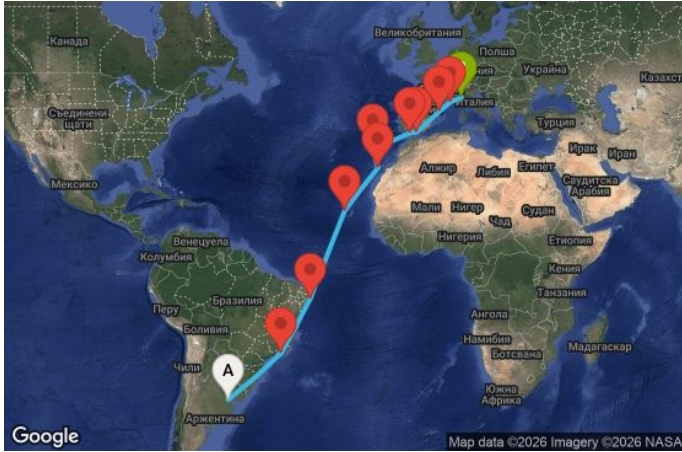 Канада
Великобритания
Полша
ния
Украйна
Казахст
Италия
Съединени
щати
Турция
Ирак
Иран
Мексико
Алжир
Либия
Египет
Саудитска
Арабия
Мали
Нигер
Чад
Судан
Венецуела
Нигерия
Етиопия
Колумбия
Кения
Бразилия
Танзания
Перу
Ангола
Боливия
Намибия
Мадагаскар
Ботсвана
Чили
A
Южна
Африка
Аржентина
Google
Map data ©2026 Imagery ©2026 NASA